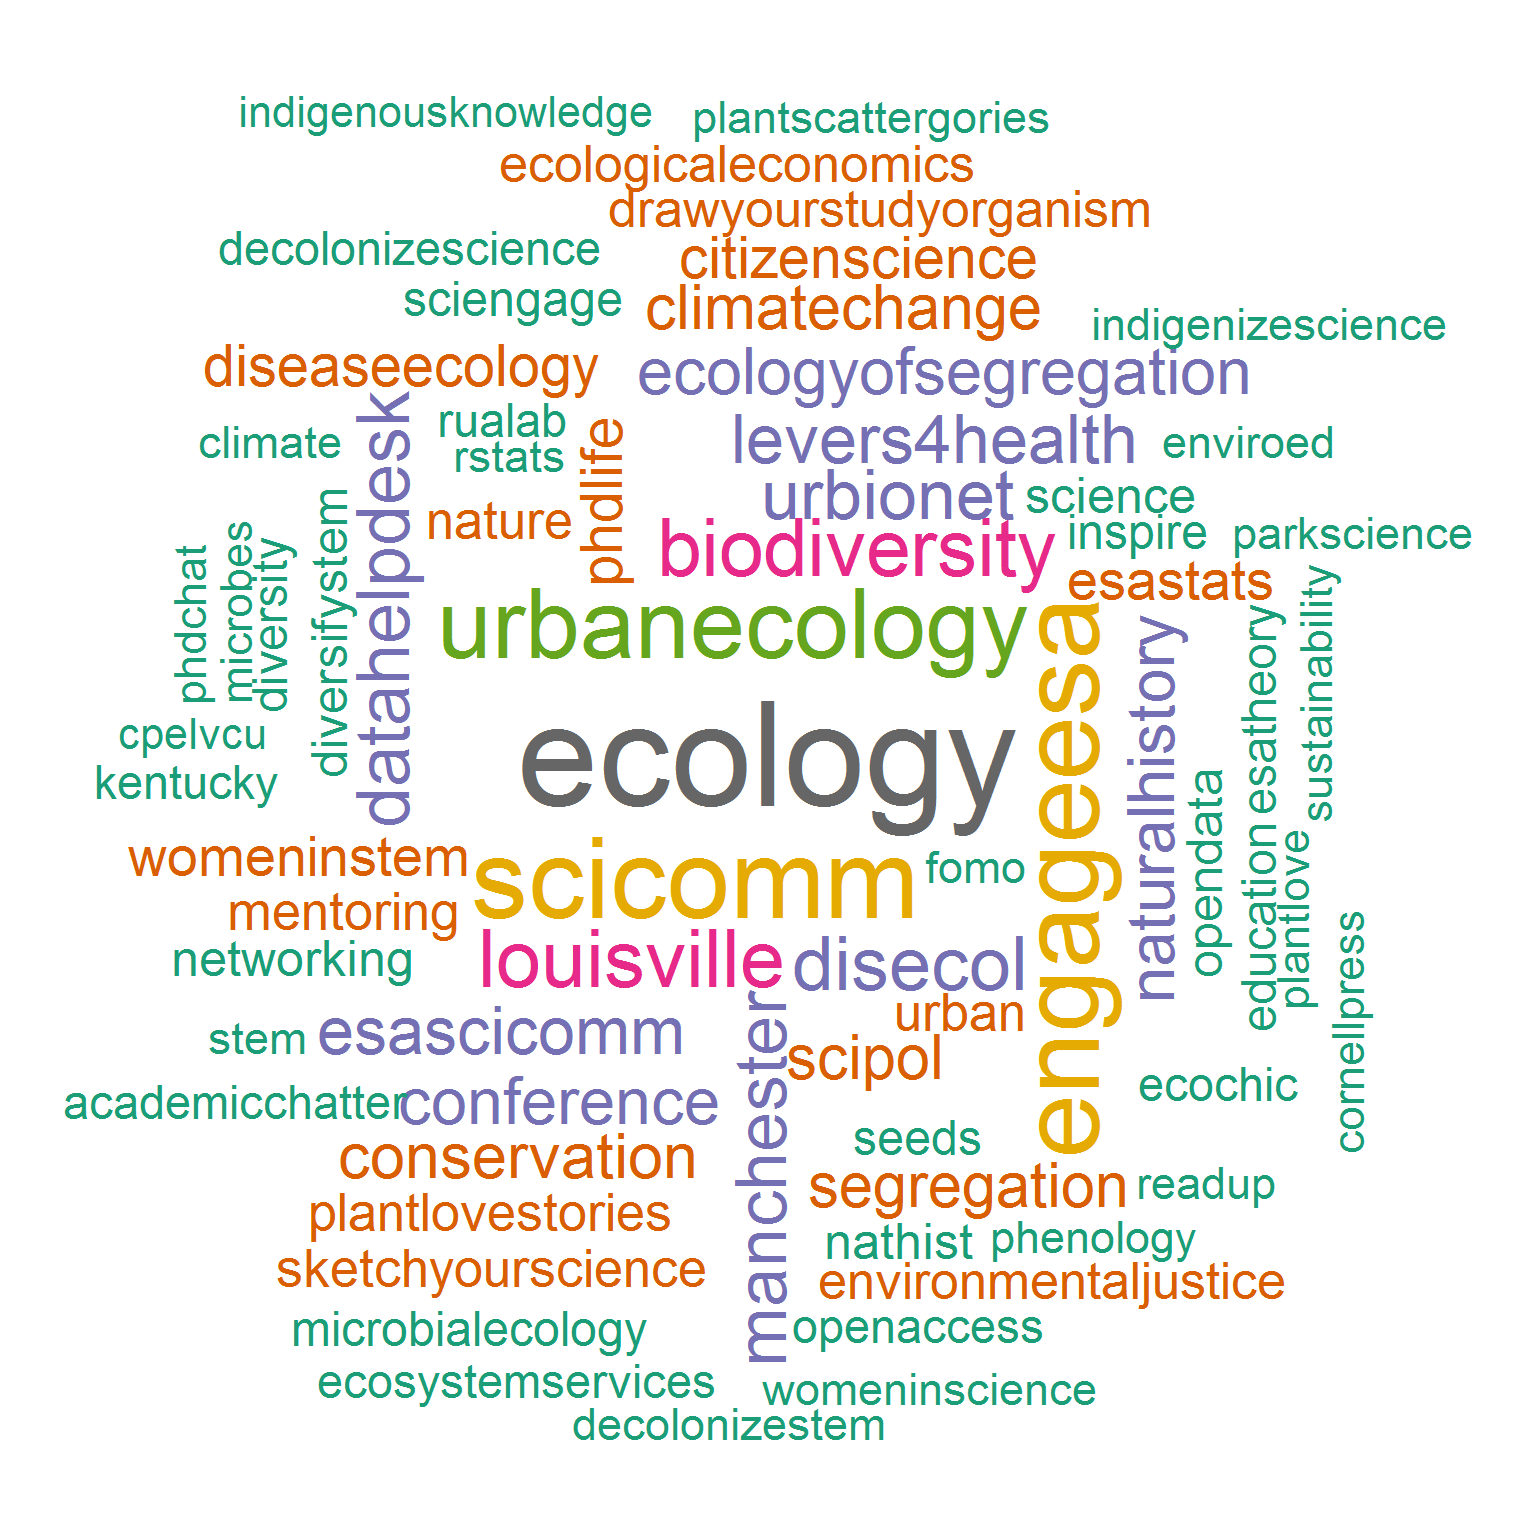 indigenousknowledge
plantscattergories
ecologicaleconomics
drawyourstudyorganism
decolonizescience
citizenscience
sciengage
climatechange
indigenizescience
diseaseecology
ecologyofsegregation
rualab
climate
rstats
phdlife
levers4health
enviroed
datahelpdesk
urbionet
science
nature
biodiversity
inspire
parkscience
esastats
phdchat
microbes
diversity
diversifystem
urbanecology
engageesa
naturalhistory
esatheory
sustainability
cpelvcu
kentucky
ecology
opendata
education
plantlove
womeninstem
scicomm
fomo
mentoring
networking
louisville
disecol
cornellpress
stem
esascicomm
manchester
urban
scipol
academicchatter
conference
ecochic
conservation
seeds
segregation
readup
plantlovestories
nathist
phenology
sketchyourscience
environmentaljustice
microbialecology
openaccess
ecosystemservices
womeninscience
decolonizestem